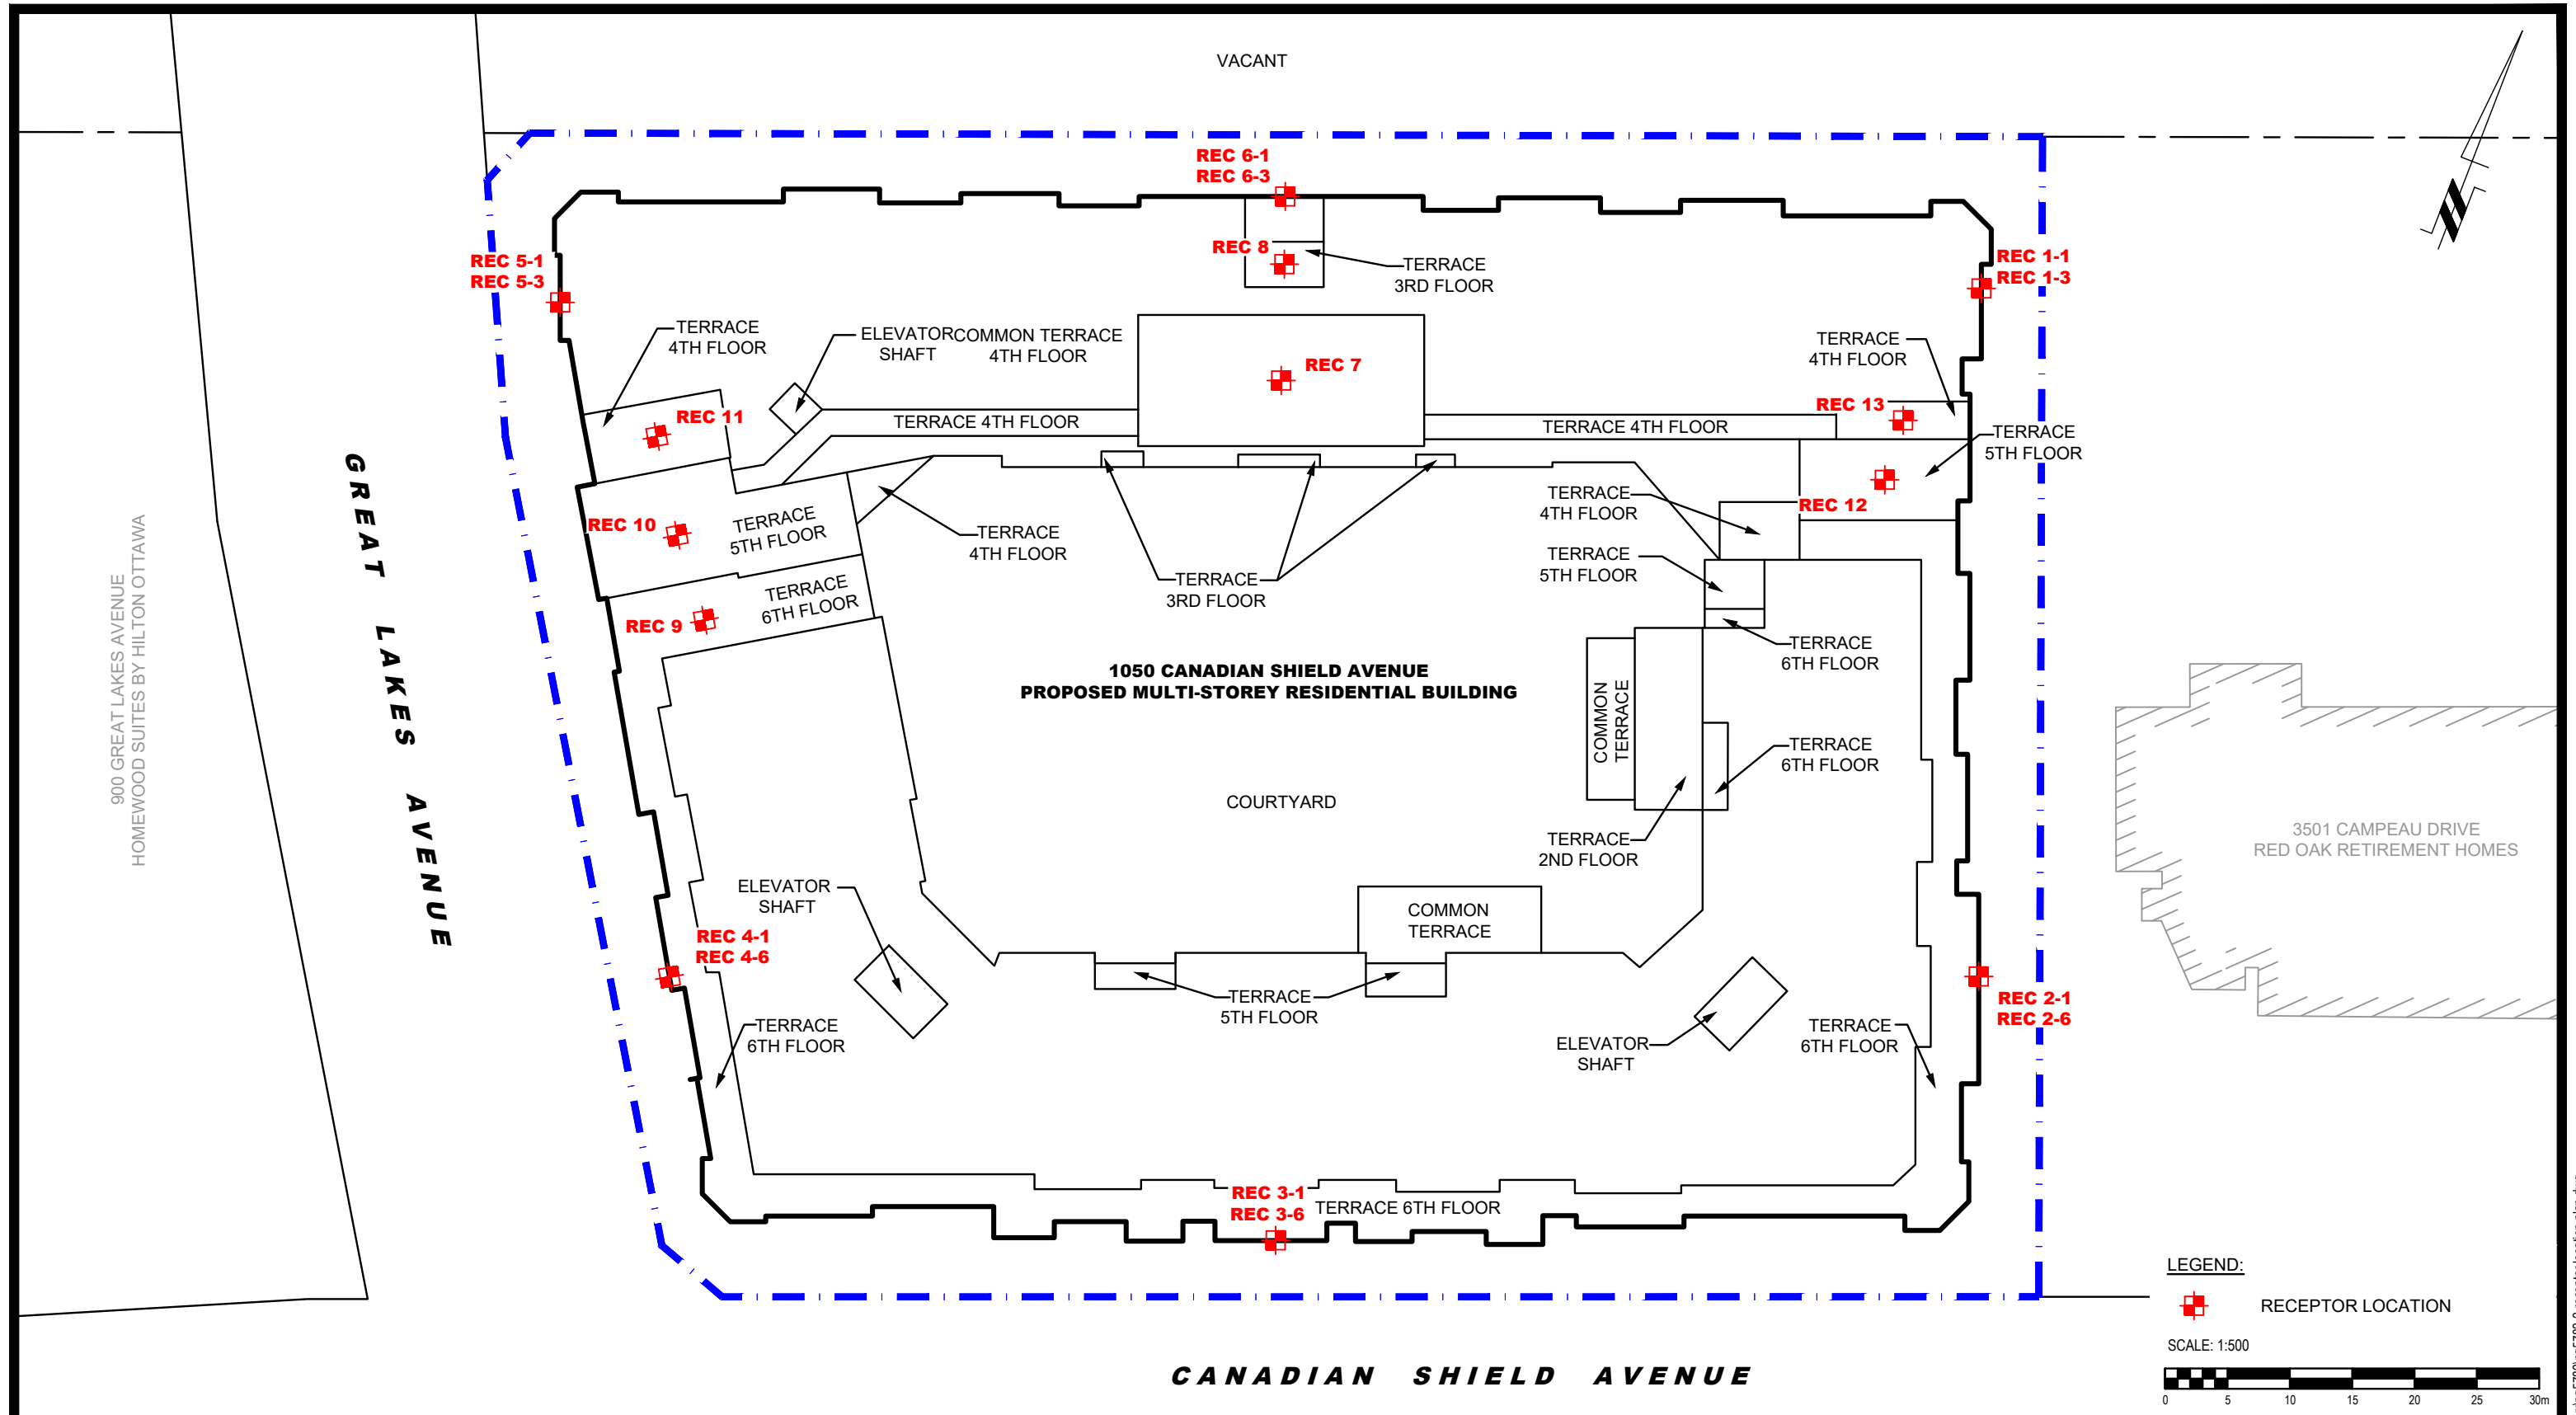 VACANT
REC 6-1
REC 6-3
REC 8
TERRACE
3RD FLOOR
REC 5-1
REC 5-3
REC 1-1
REC 1-3
TERRACE
4TH FLOOR
ELEVATOR
SHAFT
COMMON TERRACE
4TH FLOOR
REC 7
TERRACE
4TH FLOOR
REC 11
TERRACE 4TH FLOOR
TERRACE 4TH FLOOR
REC 13
TERRACE
5TH FLOOR
REC 10
TERRACE
5TH FLOOR
TERRACE
4TH FLOOR
TERRACE
4TH FLOOR
REC 12
TERRACE
5TH FLOOR
TERRACE
3RD FLOOR
REC 9
TERRACE
6TH FLOOR
TERRACE
6TH FLOOR
1050 CANADIAN SHIELD AVENUE
PROPOSED MULTI-STOREY RESIDENTIAL BUILDING
COMMON
TERRACE
TERRACE
6TH FLOOR
COURTYARD
TERRACE
2ND FLOOR
GREAT LAKES AVENUE
900 GREAT LAKES AVENUE
HOMEWOOD SUITES BY HILTON OTTAWA
3501 CAMPEAU DRIVE
RED OAK RETIREMENT HOMES
ELEVATOR
SHAFT
COMMON
TERRACE
REC 4-1
REC 4-6
TERRACE
5TH FLOOR
REC 2-1
REC 2-6
TERRACE
6TH FLOOR
ELEVATOR
SHAFT
TERRACE
6TH FLOOR
REC 3-1
REC 3-6
TERRACE 6TH FLOOR
LEGEND:
RECEPTOR LOCATION
SCALE: 1:500
0 5 10 15 20 25 30m
CANADIAN SHIELD AVENUE